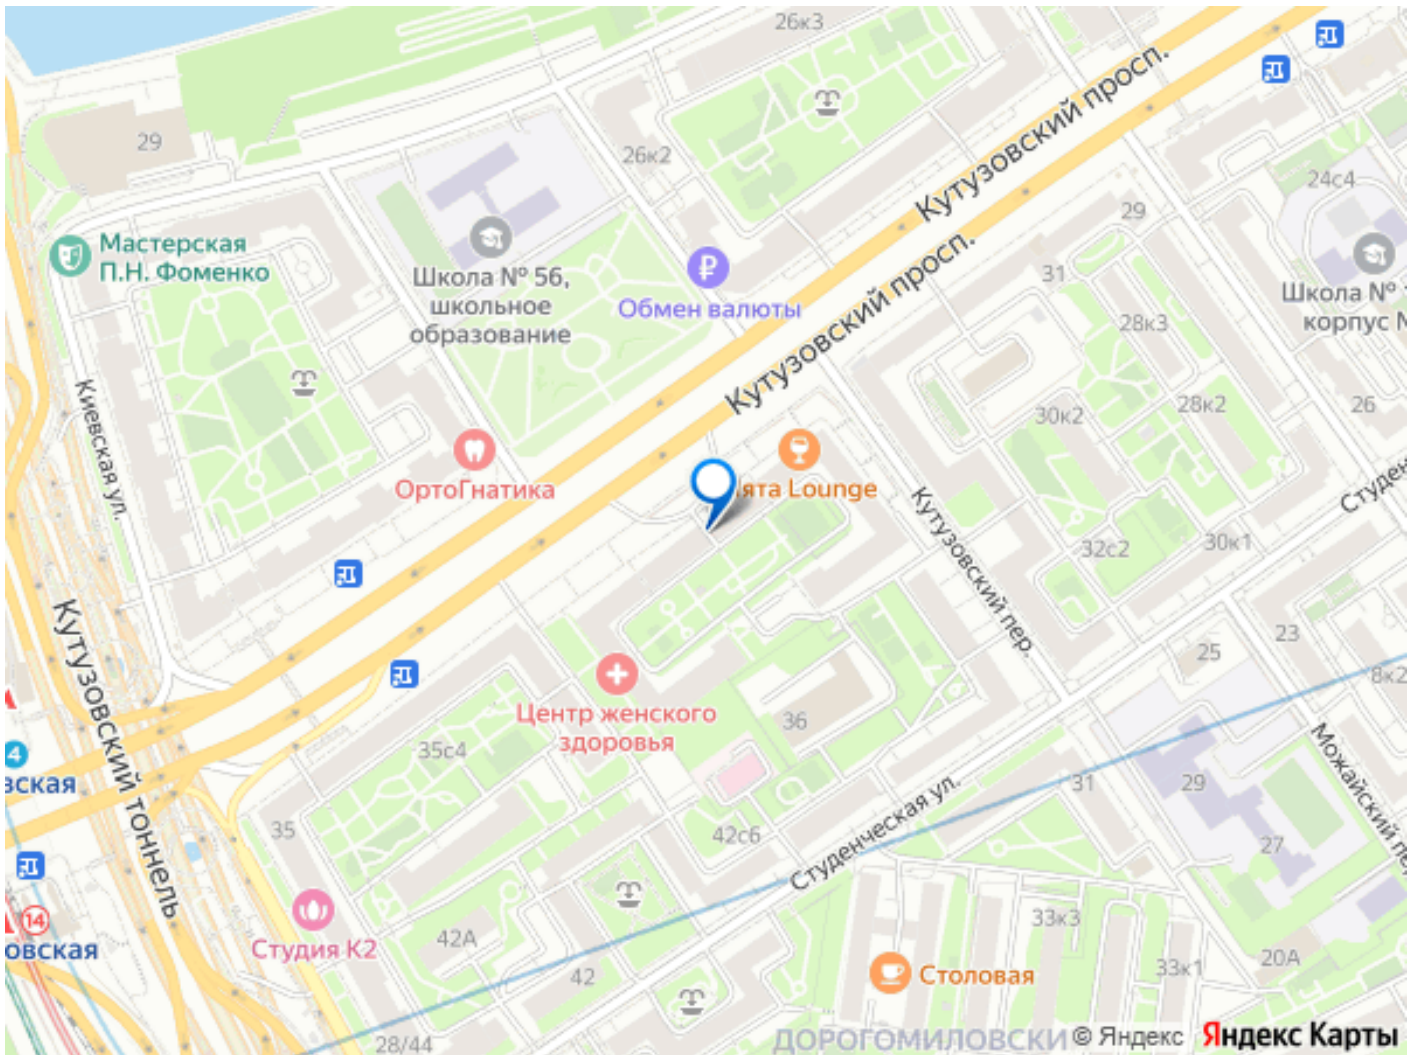 26к3
Кутузовский просп.
29
26к2
24с4
29
Мастерская
П.Н. Фоменко
Школа № 56,
школьное
образование
Обмен валюты
Кутузовский просп.
31
Школа №
корпус
28к3
Киевская ул.
30к2
28к2
26
ОртоГнатика
ята Lounge
Кутузовский пер.
32с2
30к1
Студен
Кутузовский тоннель
25
23
8к2
Центр женского
здоровья
36
35с4
4
вская
Можайский пе
35
42с6
Студенческая ул.
31
29
27
14
овская
Студия К2
42А
42
33к3
Столовая
33к1
20А
28/44
ДОРОГОМИЛОВСКИ
© Яндекс Яндекс Карты